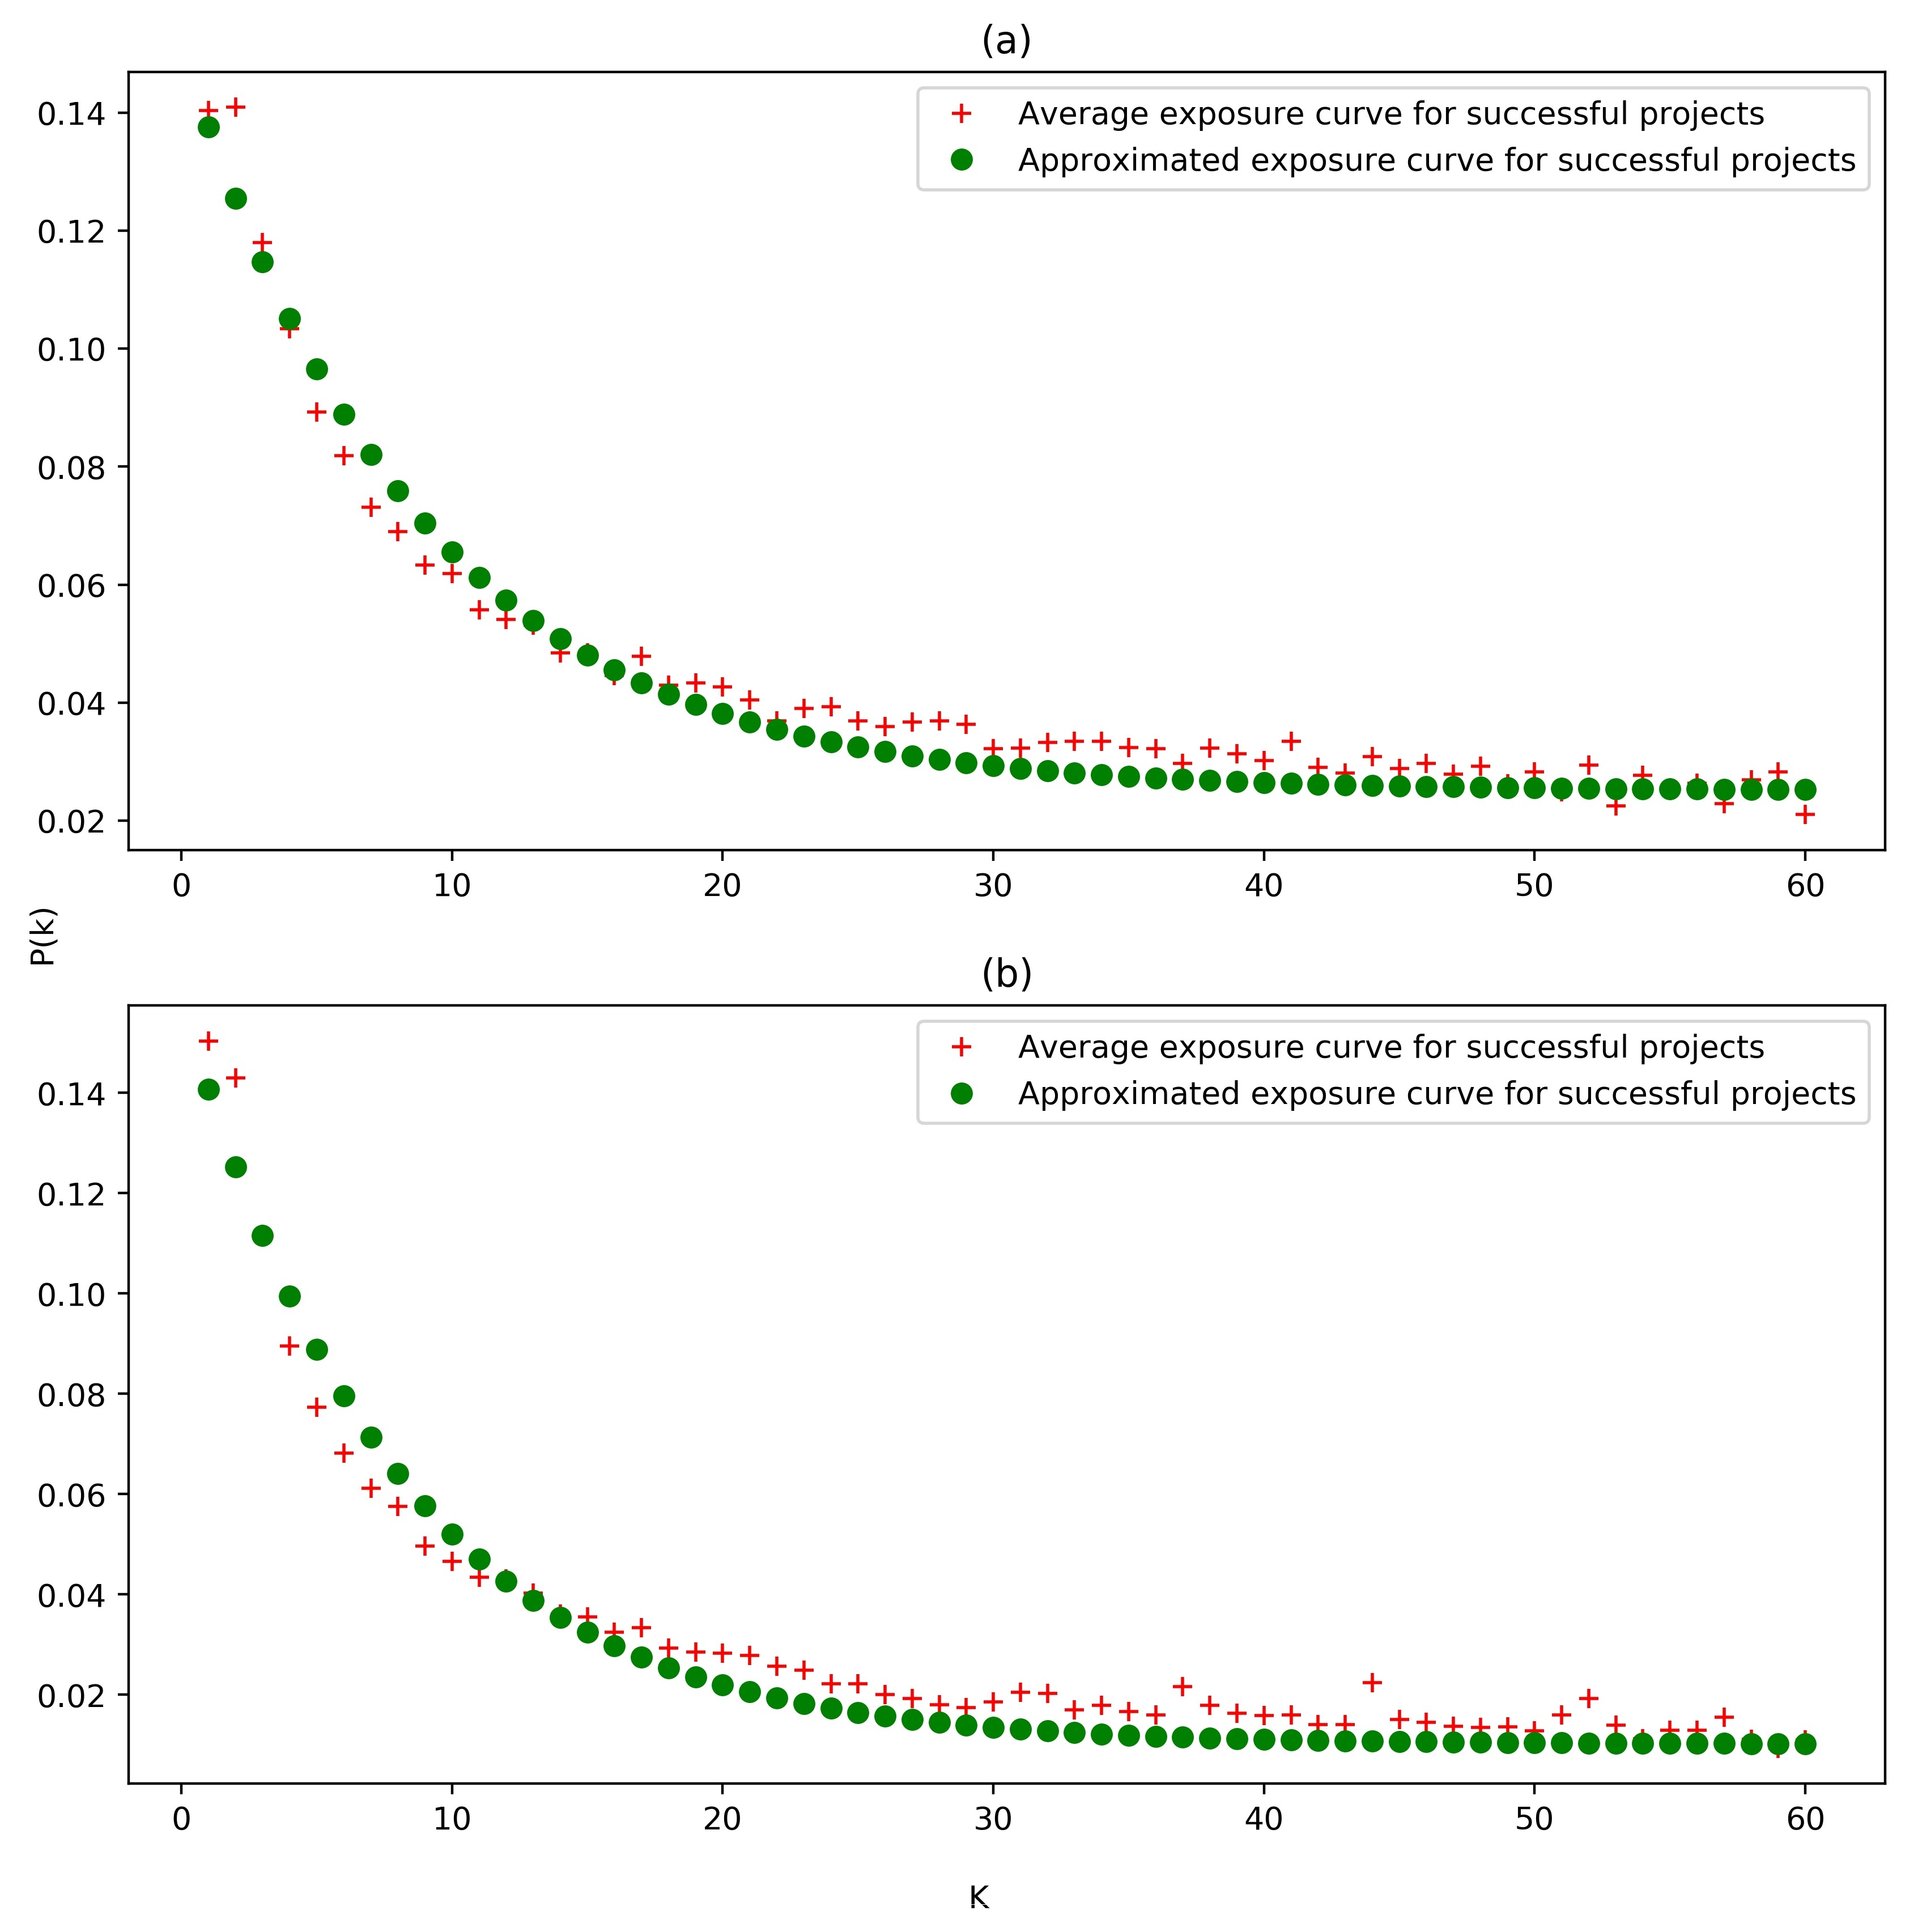 (a)
Average exposure curve for successful projects
Approximated exposure curve for successful projects
0.14
0.12
0.10
0.08
0.06
0.04
0.02
0 10 20 30 40 50 60
P(k)
(b)
Average exposure curve for successful projects
Approximated exposure curve for successful projects
0.14
0.12
0.10
0.08
0.06
0.04
0.02
0 10 20 30 40 50 60
K